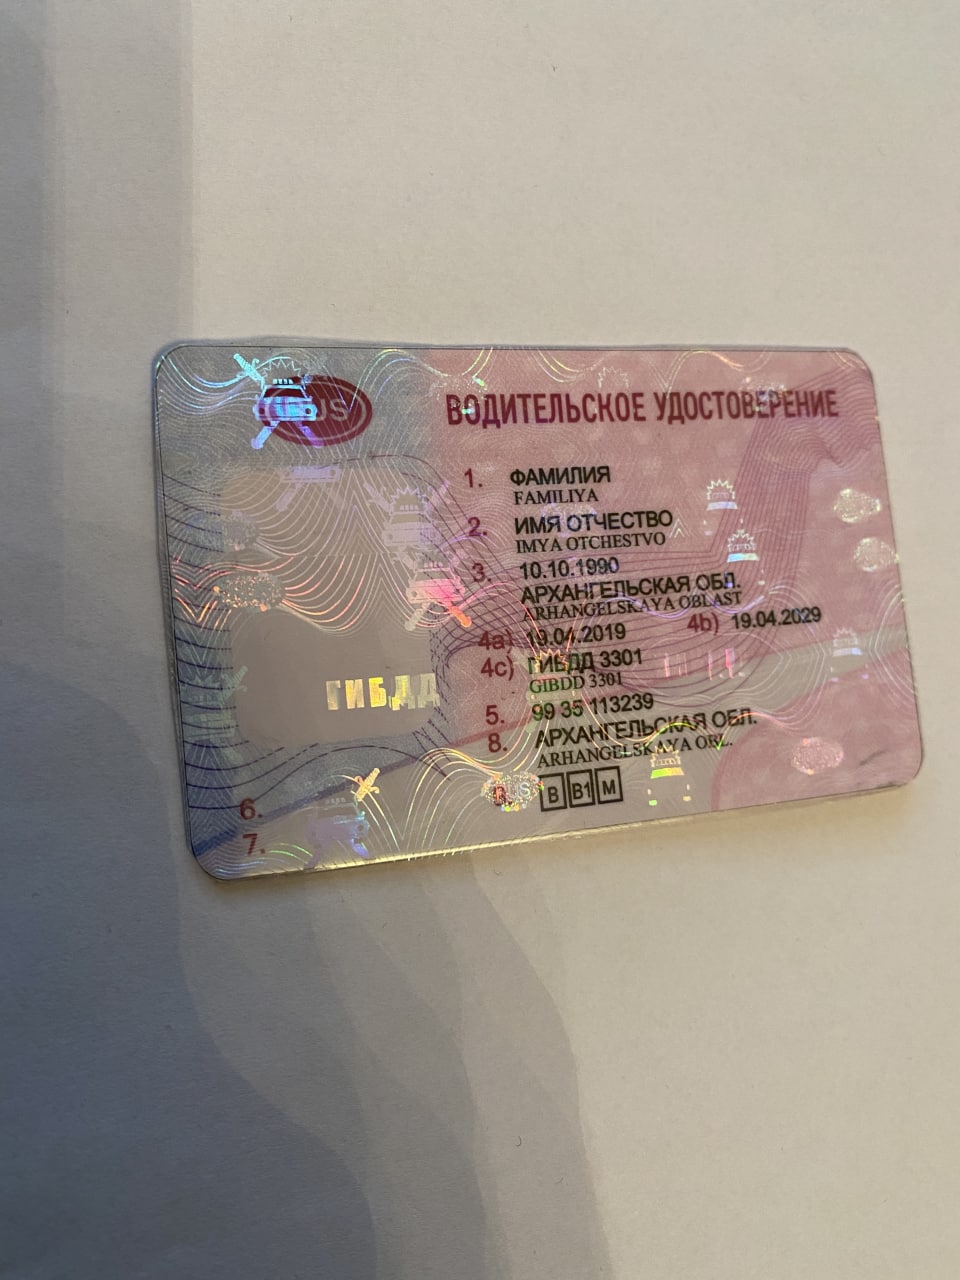 RUS
ВОДИТЕЛЬСКОЕ УДОСТОВЕРЕНИЕ
1. ФАМИЛИЯ
FAMILIYA
2. ИМЯ ОТЧЕСТВО
IMYA OTCHESTVO
3. 10.10.1990
АРХАНГЕЛЬСКАЯ ОБЛ.
ARHANGELSKAYA OBLAST
4a) 19.04.2019 4b) 19.04.2029
4c) ГИБДД 3301
GIBDD 3301
ГИБДД
5. 99 35 113239
8. АРХАНГЕЛЬСКАЯ ОБЛ.
ARHANGELSKAYA OBL.
RUS
B B1 M
6.
7.